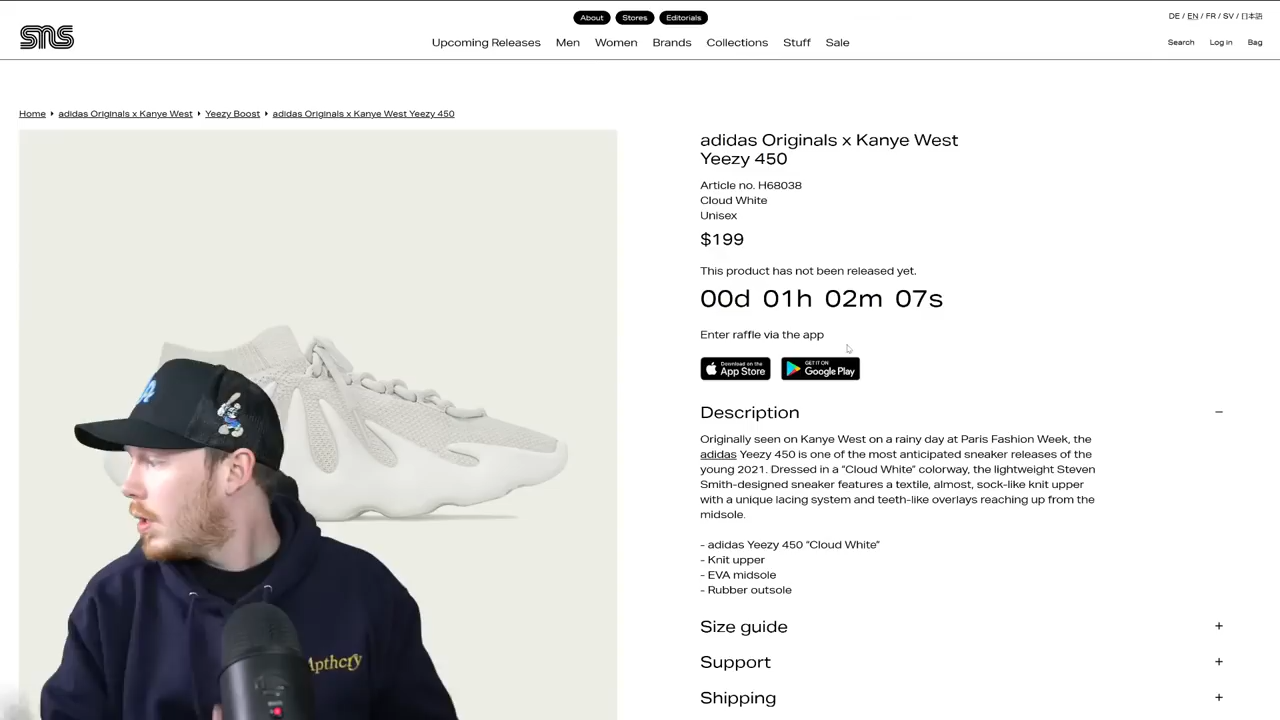 About
Stores
Editorials
DE / EN / FR / SV / 日本語
sns
Upcoming Releases
Men
Women
Brands
Collections
Stuff
Sale
Search
Log in
Bag
Home
adidas Originals x Kanye West
Yeezy Boost
adidas Originals x Kanye West Yeezy 450
adidas Originals x Kanye West
Yeezy 450
Article no. H68038
Cloud White
Unisex
$199
This product has not been released yet.
00d 01h 02m 07s
Enter raffle via the app
Download on the
App Store
GET IT ON
Google Play
Description
Originally seen on Kanye West on a rainy day at Paris Fashion Week, the
adidas Yeezy 450 is one of the most anticipated sneaker releases of the
young 2021. Dressed in a "Cloud White" colorway, the lightweight Steven
Smith-designed sneaker features a textile, almost, sock-like knit upper
with a unique lacing system and teeth-like overlays reaching up from the
midsole.
- adidas Yeezy 450 "Cloud White"
- Knit upper
- EVA midsole
- Rubber outsole
Size guide
Support
Shipping
Apthcry